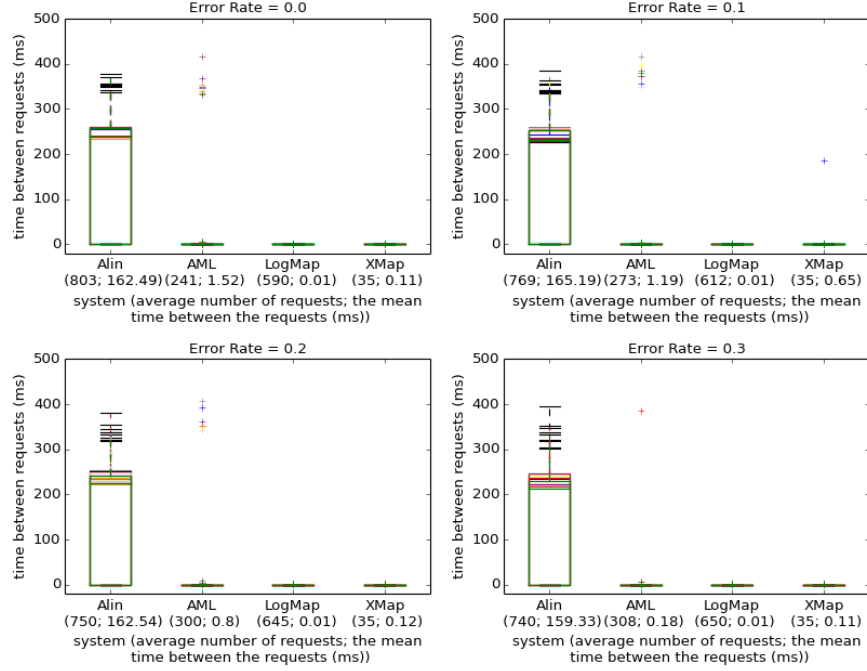 Error Rate = 0.0
time between requests (ms)
500
400
300
200
100
0
Alin AML LogMap XMap
(803; 162.49) (241; 1.52) (590; 0.01) (35; 0.11)
system (average number of requests; the mean
time between the requests (ms))
Error Rate = 0.1
time between requests (ms)
500
400
300
200
100
0
Alin AML LogMap XMap
(769; 165.19) (273; 1.19) (612; 0.01) (35; 0.65)
system (average number of requests; the mean
time between the requests (ms))
Error Rate = 0.2
time between requests (ms)
500
400
300
200
100
0
Alin AML LogMap XMap
(750; 162.54) (300; 0.8) (645; 0.01) (35; 0.12)
system (average number of requests; the mean
time between the requests (ms))
Error Rate = 0.3
time between requests (ms)
500
400
300
200
100
0
Alin AML LogMap XMap
(740; 159.33) (308; 0.18) (650; 0.01) (35; 0.11)
system (average number of requests; the mean
time between the requests (ms))